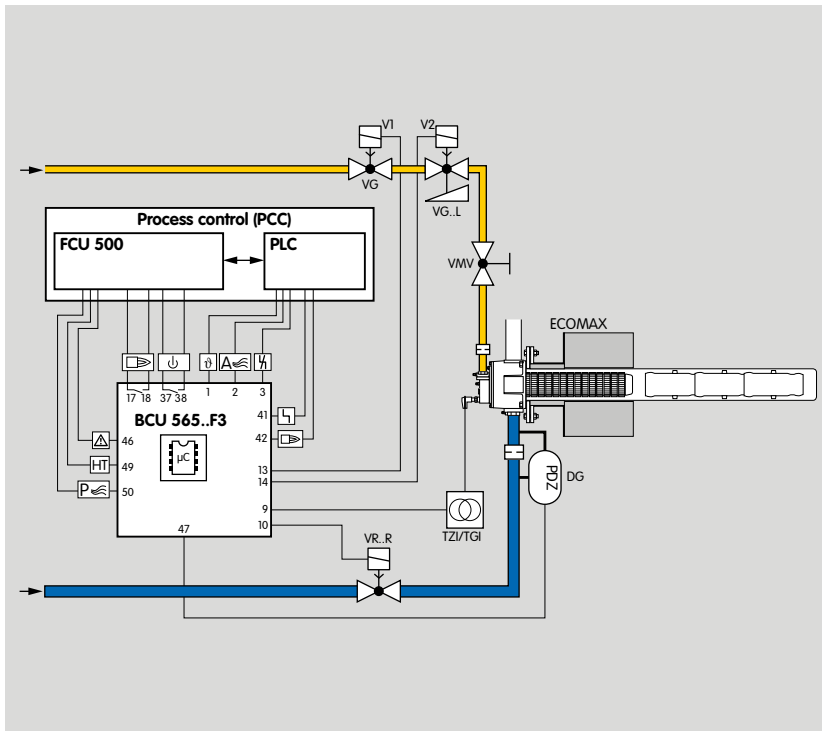 V1
V2
VG
VG..L
Process control (PCC)
FCU 500
PLC
VMV
ECOMAX
ϑ
A
17 18
37 38
1
2
3
BCU 565..F3
41
46
µC
42
HT
49
13
14
P
50
PDZ
DG
9
10
47
TZI/TGI
VR..R